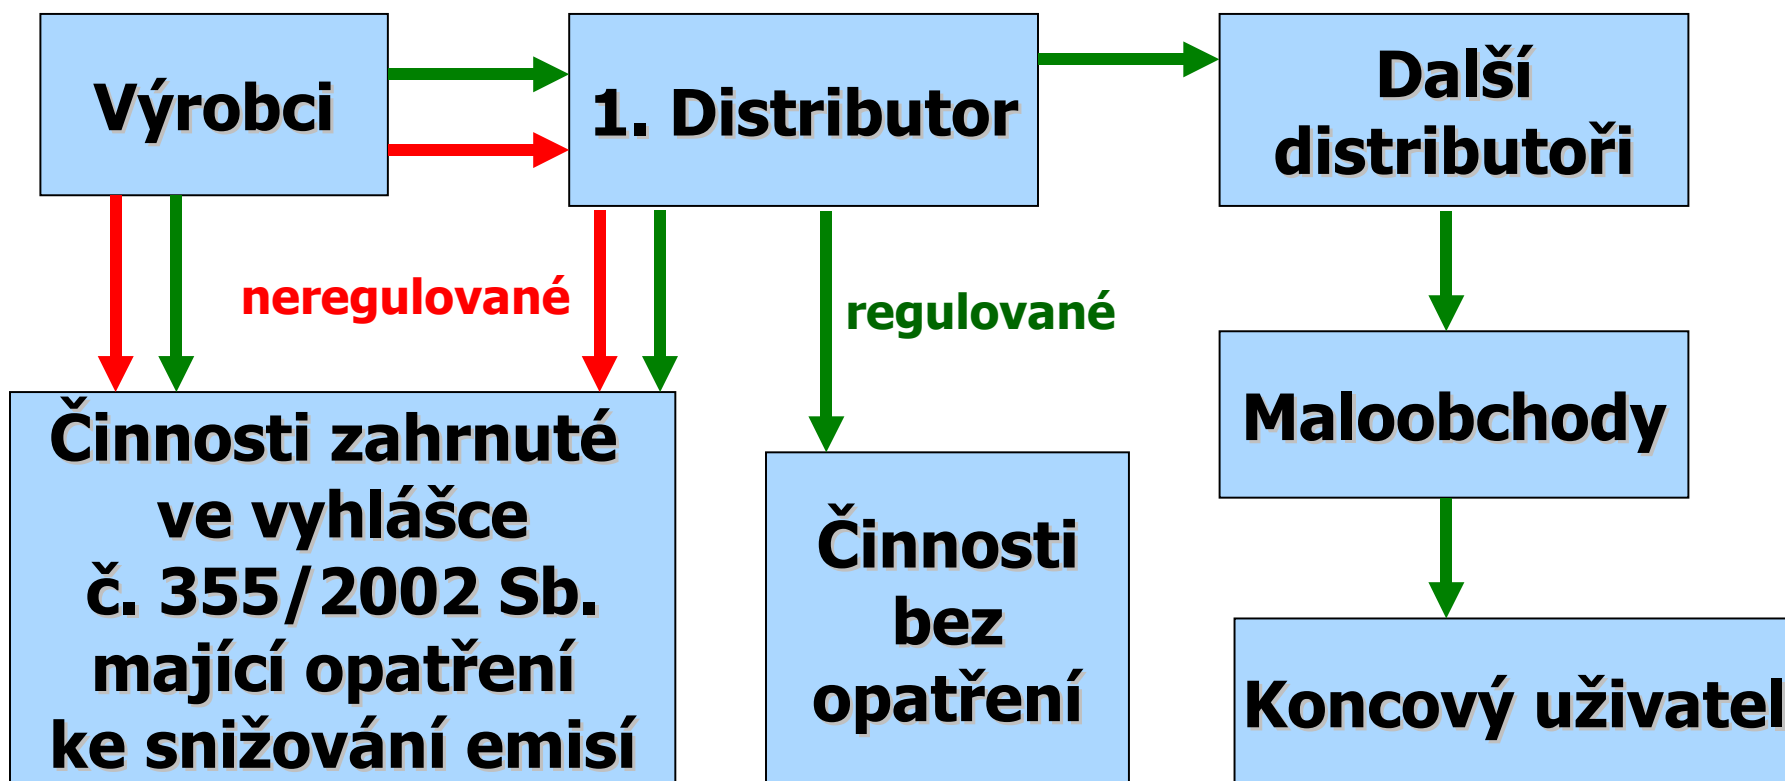 Výrobci
1. Distributor
Další
distributoři
neregulované
regulované
Činnosti zahrnuté
ve vyhlášce
č. 355/2002 Sb.
mající opatření
ke snižování emisí
Činnosti
bez
opatření
Maloobchody
Koncový uživatel